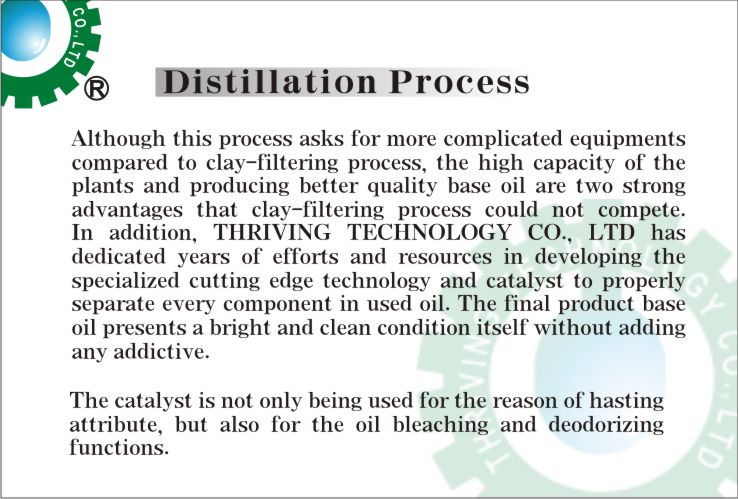 CO.,LTD
®
Distillation Process
Although this process asks for more complicated equipments
compared to clay-filtering process, the high capacity of the
plants and producing better quality base oil are two strong
advantages that clay-filtering process could not compete.
In addition, THRIVING TECHNOLOGY CO., LTD has
dedicated years of efforts and resources in developing the
specialized cutting edge technology and catalyst to properly
separate every component in used oil. The final product base
oil presents a bright and clean condition itself without adding
any addictive.
The catalyst is not only being used for the reason of hasting
attribute, but also for the oil bleaching and deodorizing
functions.
THRIVING TECHNOLOGY CO.,LTD